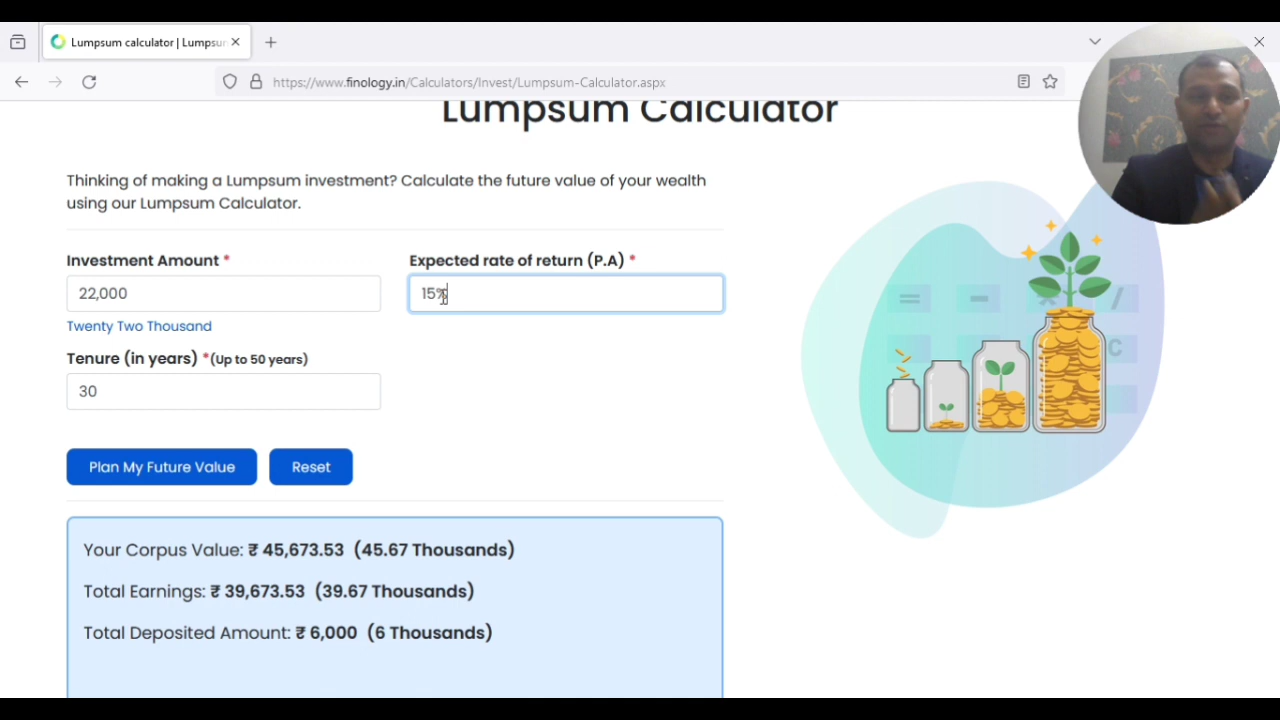 Lumpsum calculator | Lumpsur
https://www.finology.in/Calculators/Invest/Lumpsum-Calculator.aspx
Lumpsum Calculator
Thinking of making a Lumpsum investment? Calculate the future value of your wealth
using our Lumpsum Calculator.
Investment Amount *
Expected rate of return (P.A) *
22,000
15%
Twenty Two Thousand
Tenure (in years) *(Up to 50 years)
30
Plan My Future Value
Reset
Your Corpus Value: ₹ 45,673.53 (45.67 Thousands)
Total Earnings: ₹ 39,673.53 (39.67 Thousands)
Total Deposited Amount: ₹ 6,000 (6 Thousands)